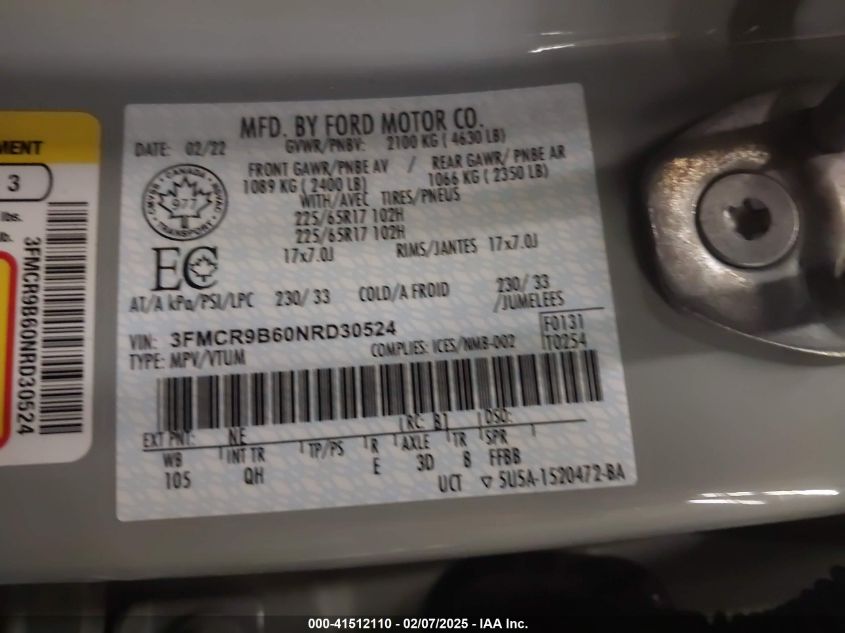 MENT
3
lbs.
lb.
3FMCR9B60NRD30524
MFD. BY FORD MOTOR CO.
DATE: 02/22 GVWR/PNBV: 2100 KG ( 4630 LB)
FRONT GAWR/PNBE AV / REAR GAWR/ PNBE AR
1089 KG ( 2400 LB) 1066 KG ( 2350 LB)
WITH/AVEC TIRES/PNEUS
225/65R17 102H
225/65R17 102H
17x7.0J RIMS/JANTES 17x7.0J
CANADA
977
TRANSPORT
EC
AT/A kPa/PSI/LPC 230/ 33 COLD/A FROID 230/ 33
/JUMELEES
VIN: 3FMCR9B60NRD30524 F0131
TYPE: MPV/VTUM COMPLIES: ICES/NMB-002 T0254
EXT PNT: NE RC: B1 DSO:
WB INT TR TP/PS R AXLE TR SPR
105 QH E 3D 8 FFBB
UCT ▽ 5U5A-1520472-BA
000-41512110 - 02/07/2025 - IAA Inc.